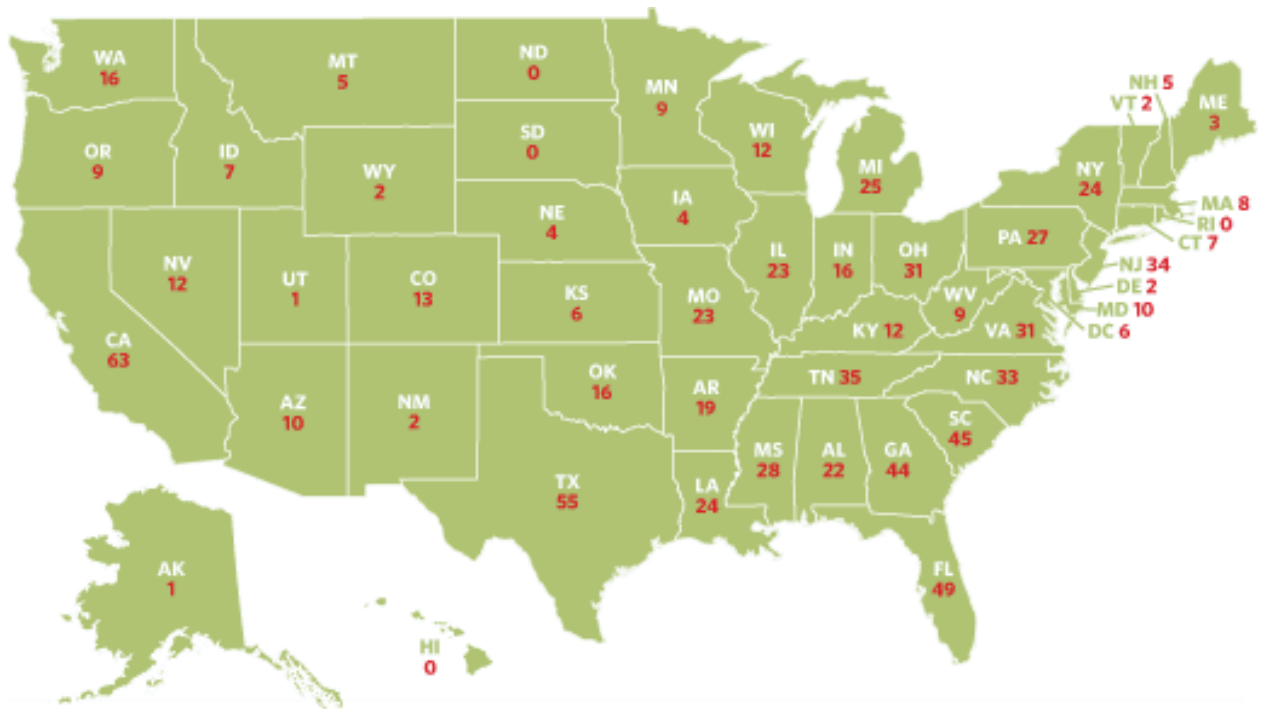 WA
16
MT
5
ND
0
MN
9
NH 5
VT 2
ME
3
OR
9
ID
7
WY
2
SD
0
WI
12
MI
25
NY
24
NE
4
IA
4
MA 8
RI 0
CT 7
NV
12
UT
1
CO
13
KS
6
MO
23
IL
23
IN
16
OH
31
PA 27
NJ 34
DE 2
MD 10
DC 6
WV
9
VA 31
KY 12
CA
63
AZ
10
NM
2
OK
16
AR
19
TN 35
NC 33
SC
45
TX
55
LA
24
MS
28
AL
22
GA
44
FL
49
AK
1
HI
0